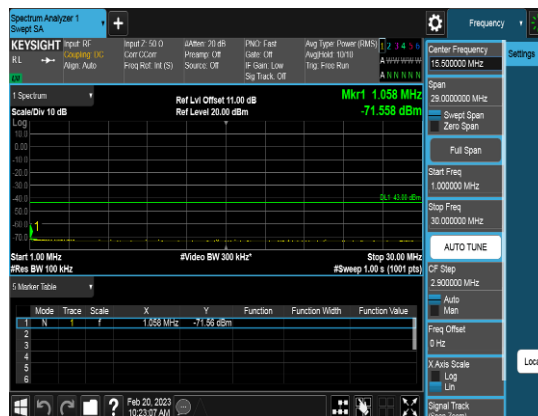 Spectrum Analyzer 1
Swept SA
+
Frequency
KEYSIGHT
Input: RF
Coupling: DC
Align: Auto
Input Z: 50 Ω
Corr CCorr
Freq Ref: Int (S)
#Atten: 20 dB
Preamp: Off
Source: Off
PNO: Fast
Gate: Off
IF Gain: Low
Sig Track: Off
Avg Type: Power (RMS)
Avg|Hold: 10/10
Trig: Free Run
1 2 3 4 5 6
A W W W W W
A N N N N N
RL
1 Spectrum
Scale/Div 10 dB
Ref Lvl Offset 11.00 dB
Ref Level 20.00 dBm
Mkr1 1.058 MHz
-71.558 dBm
Log
10.0
0.00
-10.0
-20.0
-30.0
-40.0
-50.0
-60.0
-70.0
DL1 -43.00 dBm
1
Start 1.00 MHz
#Res BW 100 kHz
#Video BW 300 kHz*
Stop 30.00 MHz
#Sweep 1.00 s (1001 pts)
5 Marker Table
Mode Trace Scale X Y Function Function Width Function Value
1 N 1 f 1.058 MHz -71.56 dBm
2
3
4
5
6
Feb 20, 2023
10:23:07 AM
?
Center Frequency
15.500000 MHz
Settings
Span
29.0000000 MHz
Swept Span
Zero Span
Full Span
Start Freq
1.000000 MHz
Stop Freq
30.000000 MHz
AUTO TUNE
CF Step
2.900000 MHz
Auto
Man
Freq Offset
0 Hz
X Axis Scale
Log
Lin
Loca
Signal Track
(Span Zoom)